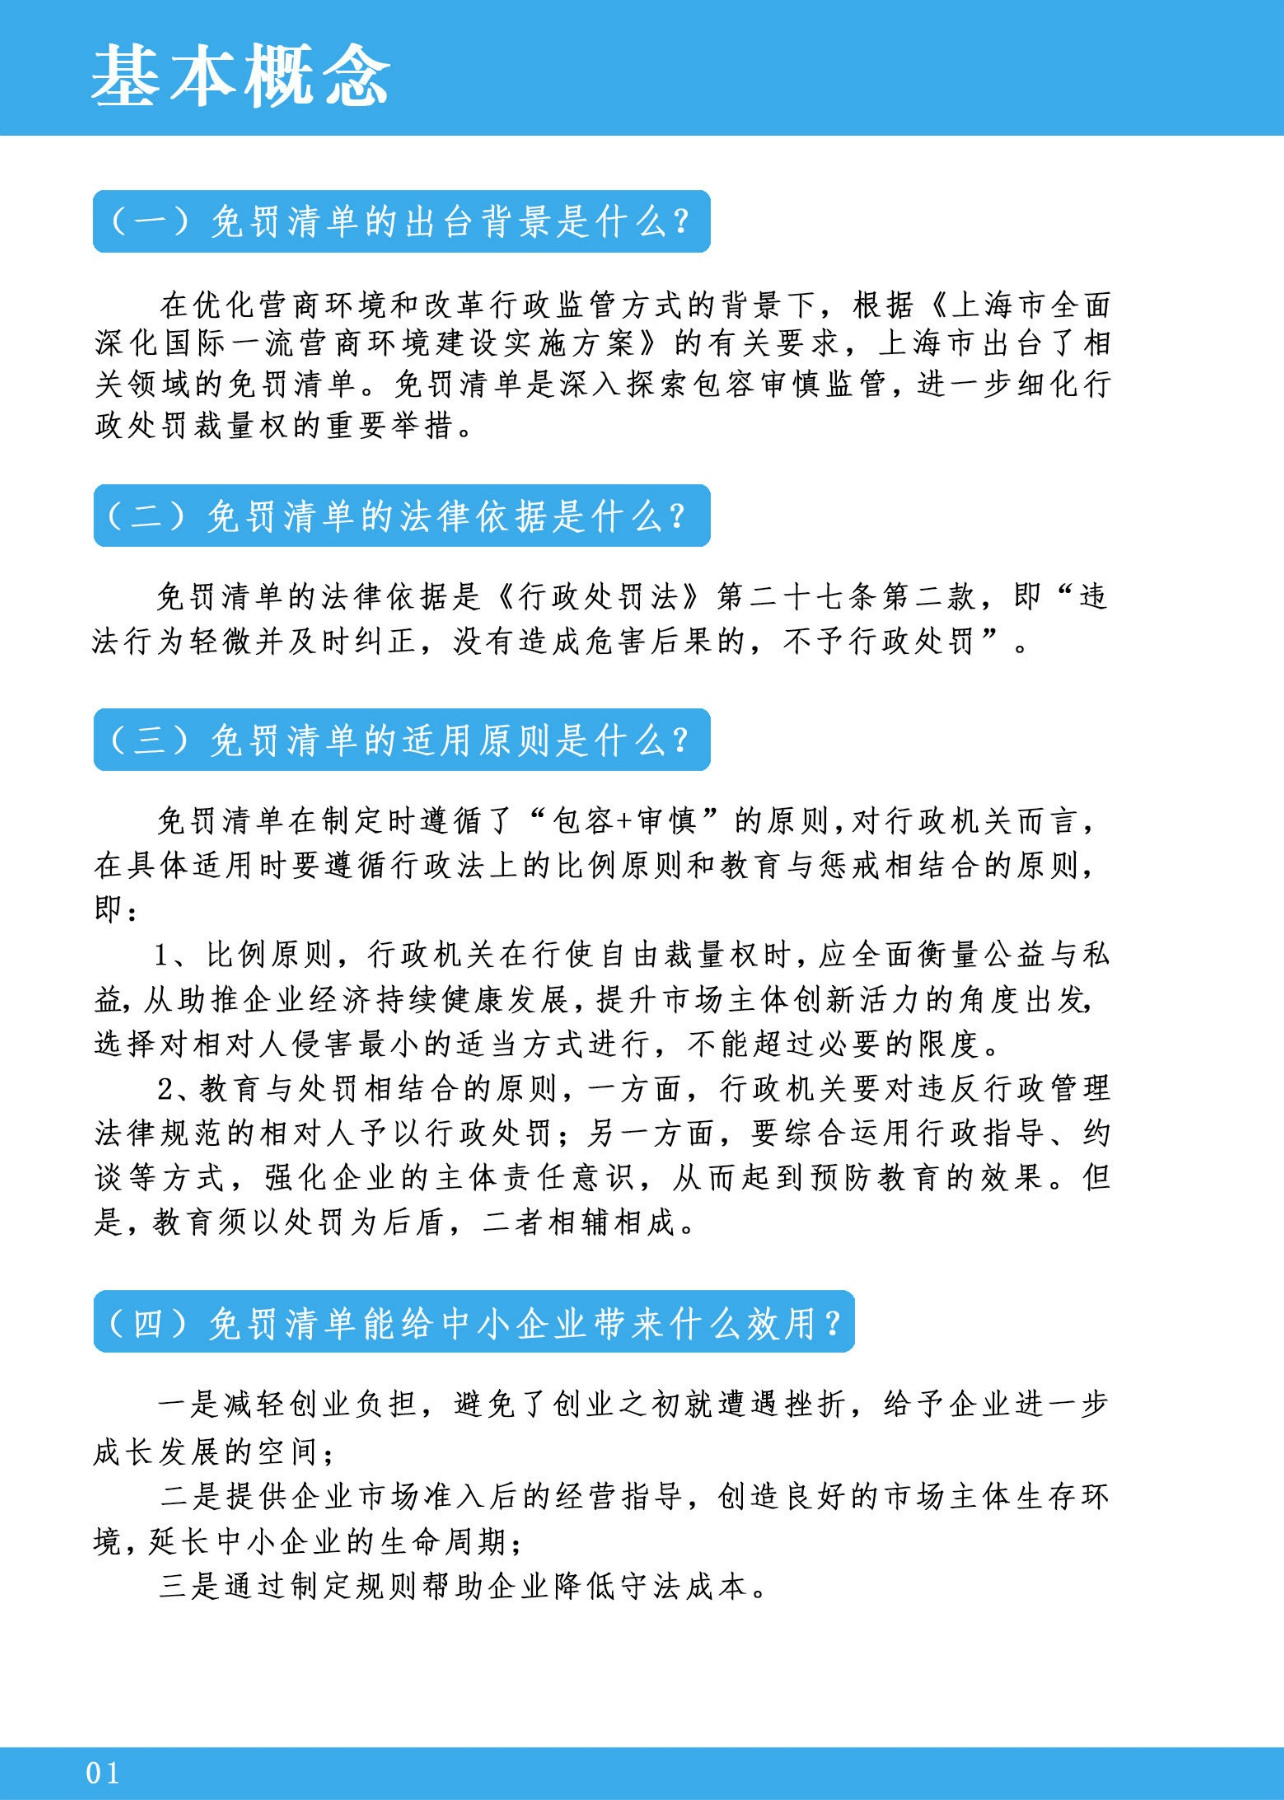 基本概念
（一）免罚清单的出台背景是什么？
在优化营商环境和改革行政监管方式的背景下，根据《上海市全面
深化国际一流营商环境建设实施方案》的有关要求，上海市出台了相
关领域的免罚清单。免罚清单是深入探索包容审慎监管，进一步细化行
政处罚裁量权的重要举措。
（二）免罚清单的法律依据是什么？
免罚清单的法律依据是《行政处罚法》第二十七条第二款，即“违
法行为轻微并及时纠正，没有造成危害后果的，不予行政处罚”。
（三）免罚清单的适用原则是什么？
免罚清单在制定时遵循了“包容+审慎”的原则，对行政机关而言，
在具体适用时要遵循行政法上的比例原则和教育与惩戒相结合的原则，
即：
1、比例原则，行政机关在行使自由裁量权时，应全面衡量公益与私
益，从助推企业经济持续健康发展，提升市场主体创新活力的角度出发，
选择对相对人侵害最小的适当方式进行，不能超过必要的限度。
2、教育与处罚相结合的原则，一方面，行政机关要对违反行政管理
法律规范的相对人予以行政处罚；另一方面，要综合运用行政指导、约
谈等方式，强化企业的主体责任意识，从而起到预防教育的效果。但
是，教育须以处罚为后盾，二者相辅相成。
（四）免罚清单能给中小企业带来什么效用？
一是减轻创业负担，避免了创业之初就遭遇挫折，给予企业进一步
成长发展的空间；
二是提供企业市场准入后的经营指导，创造良好的市场主体生存环
境，延长中小企业的生命周期；
三是通过制定规则帮助企业降低守法成本。
01